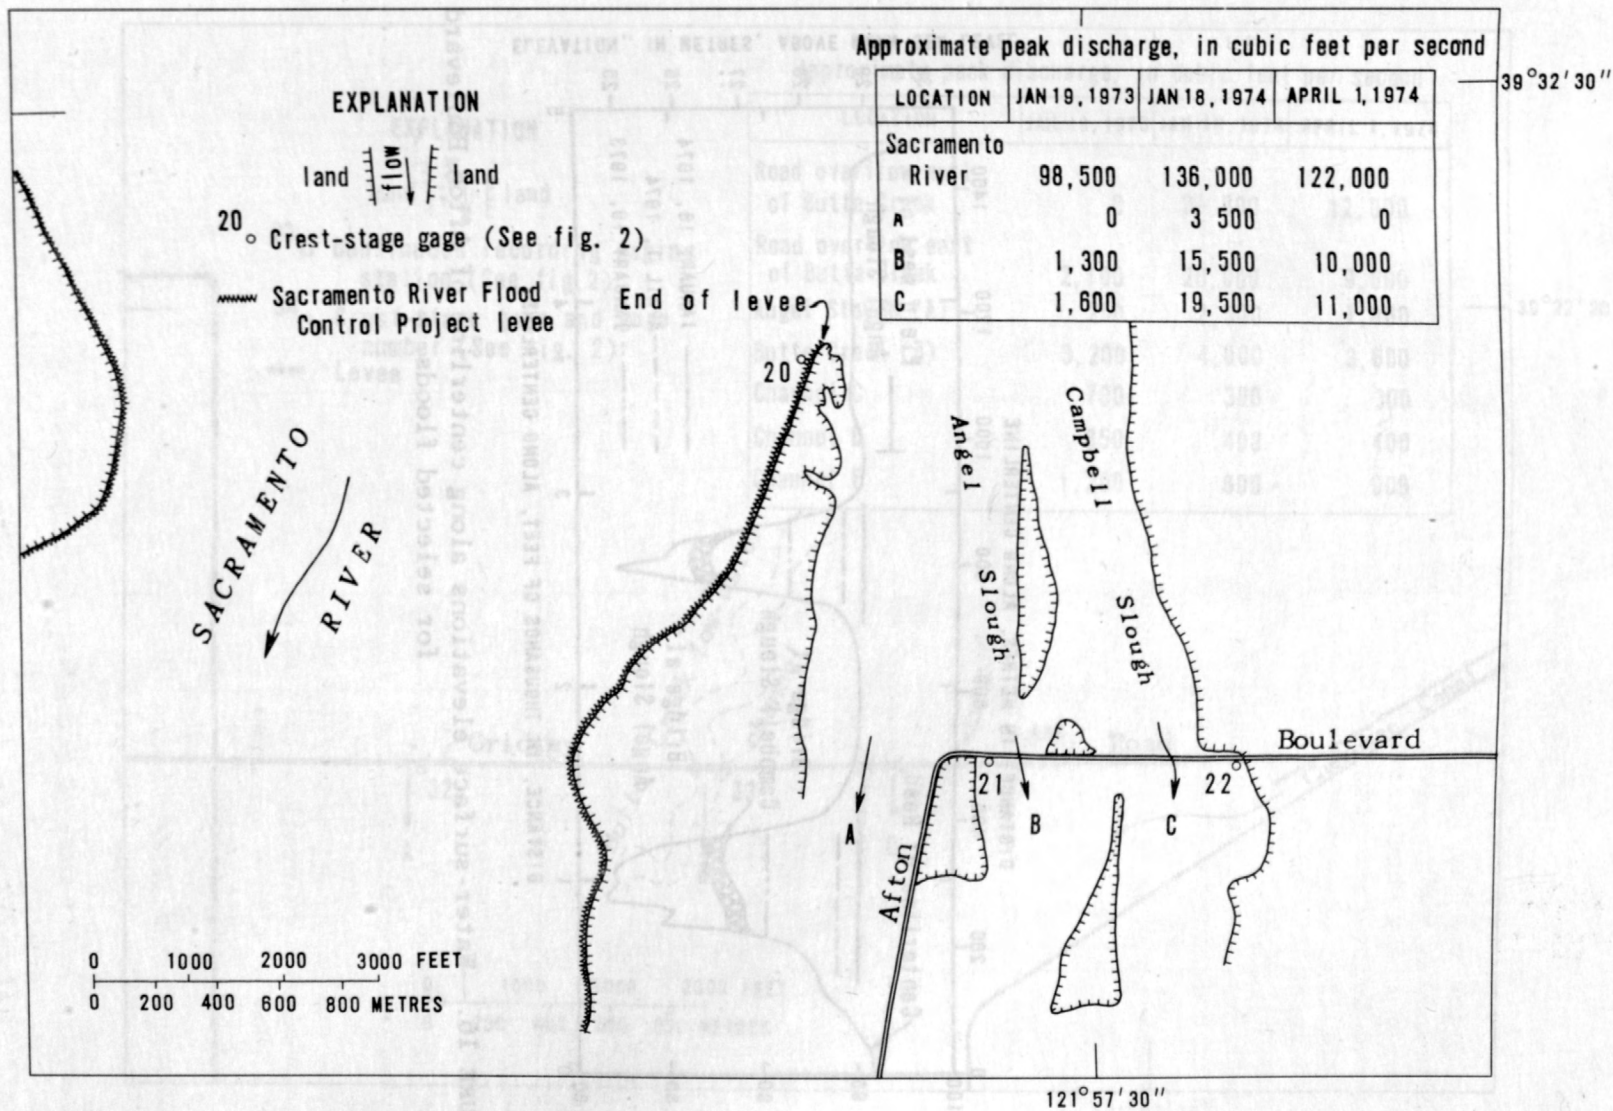 Approximate peak discharge, in cubic feet per second
LOCATION JAN 19, 1973 JAN 18, 1974 APRIL 1, 1974
Sacramento
River 98,500 136,000 122,000
A 0 3 500 0
B 1,300 15,500 10,000
C 1,600 19,500 11,000
39°32'30"
EXPLANATION
land flow land
20 Crest-stage gage (See fig. 2)
Sacramento River Flood
Control Project levee
End of levee
20
SACRAMENTO
RIVER
Angel
Slough
Campbell
Slough
Boulevard
21
22
A
B
C
Afton
0 1000 2000 3000 FEET
0 200 400 600 800 METRES
121°57'30"